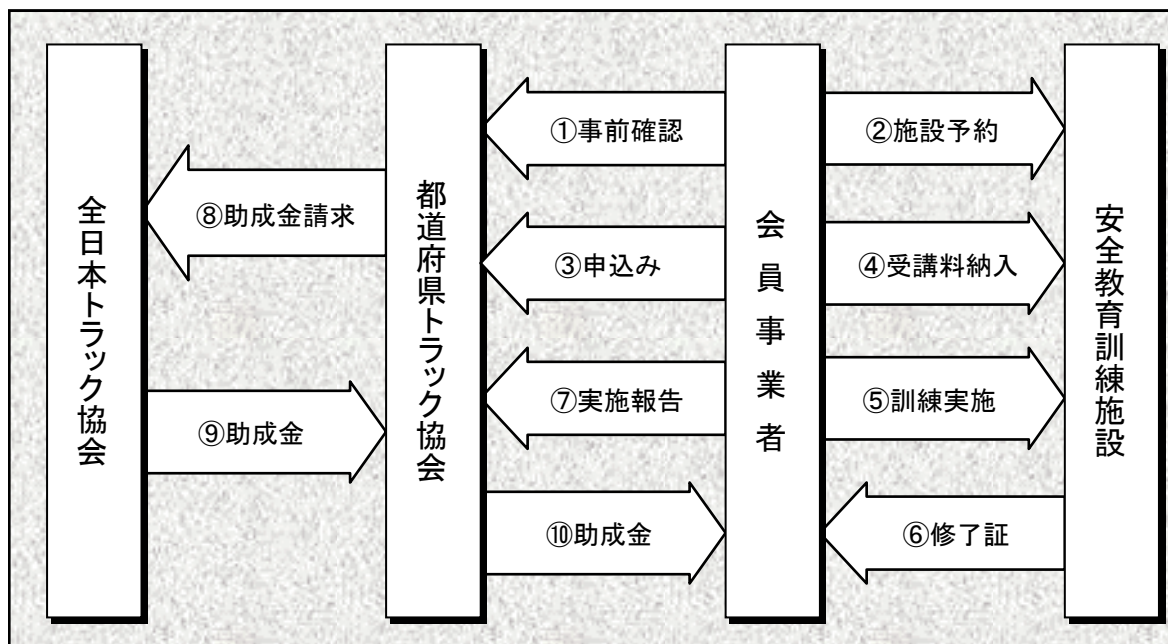 全日本トラック協会
都道府県トラック協会
会員事業者
安全教育訓練施設
①事前確認
②施設予約
③申込み
④受講料納入
⑤訓練実施
⑥修了証
⑦実施報告
⑧助成金請求
⑨助成金
⑩助成金